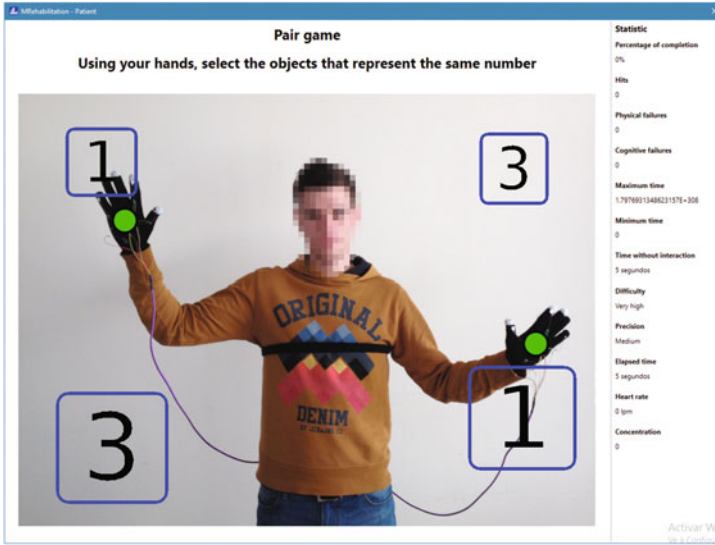 MRehabilitation - Patient
Pair game
Using your hands, select the objects that represent the same number
1
3
3
1
ORIGINAL
DENIM
Statistic
Percentage of completion
0%
Hits
0
Physical failures
0
Cognitive failures
0
Maximum time
1.7976931348623157E+308
Minimum time
0
Time without interaction
5 segundos
Difficulty
Very high
Precision
Medium
Elapsed time
5 segundos
Heart rate
0 lpm
Concentration
0
Activar W
Ve a Configu